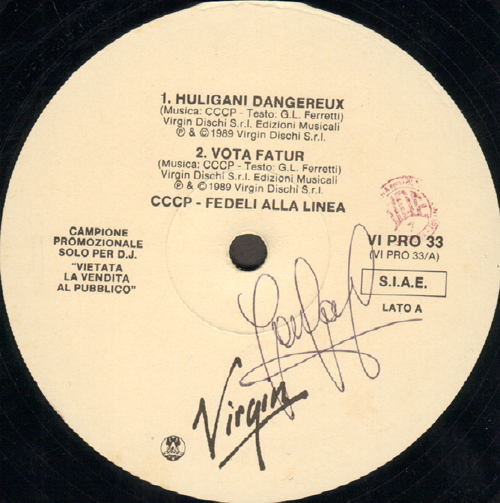 1. HULIGANI DANGEREUX
(Musica: CCCP - Testo: G.L. Ferretti)
Virgin Dischi S.r.l. Edizioni Musicali
℗ & © 1989 Virgin Dischi S.r.l.
2. VOTA FATUR
(Musica: CCCP - Testo: G.L. Ferretti)
Virgin Dischi S.r.l. Edizioni Musicali
℗ & © 1989 Virgin Dischi S.r.l.
CCCP - FEDELI ALLA LINEA
CAMPIONE
PROMOZIONALE
SOLO PER D.J.
"VIETATA
LA VENDITA
AL PUBBLICO"
VI PRO 33
(VI PRO 33/A)
S.I.A.E.
LATO A
Virgin